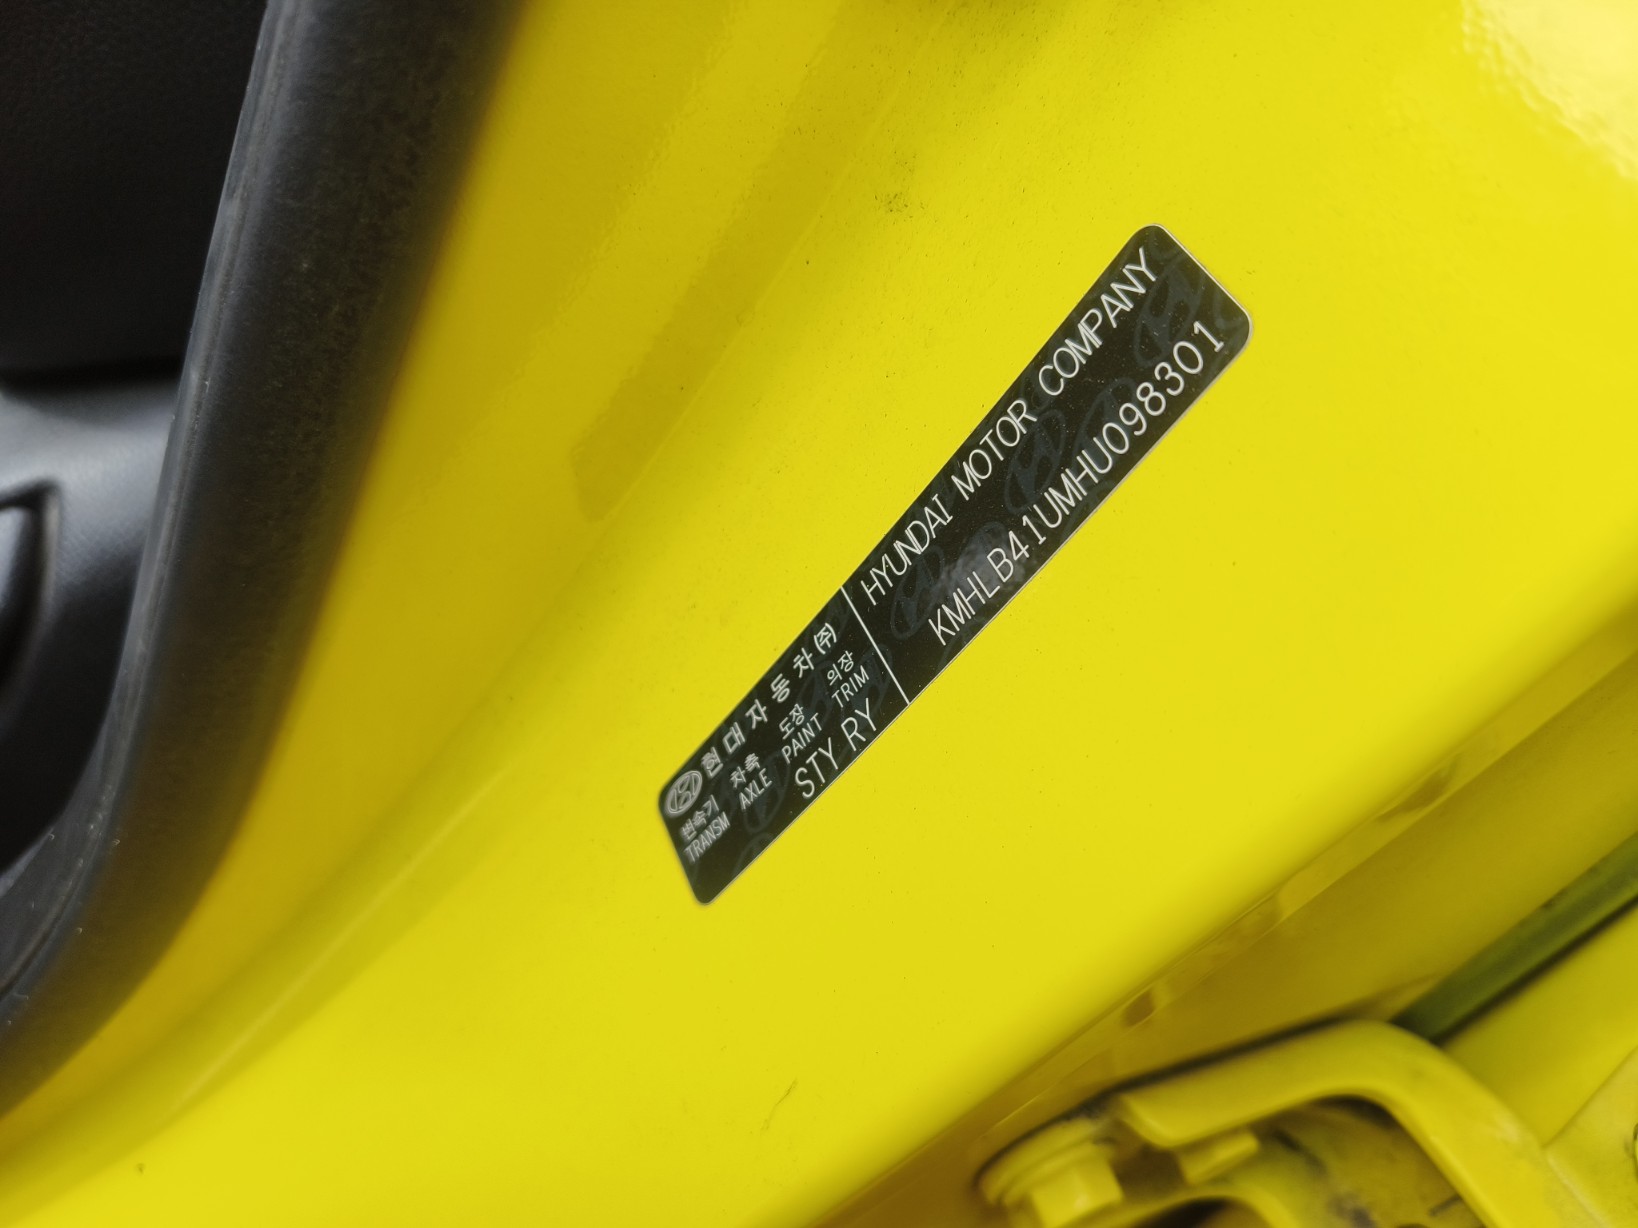 현대자동차(주)
변속기 차축 도장 의장
TRANSM AXLE PAINT TRIM
STY RY
HYUNDAI MOTOR COMPANY
KMHLB41UMHU098301